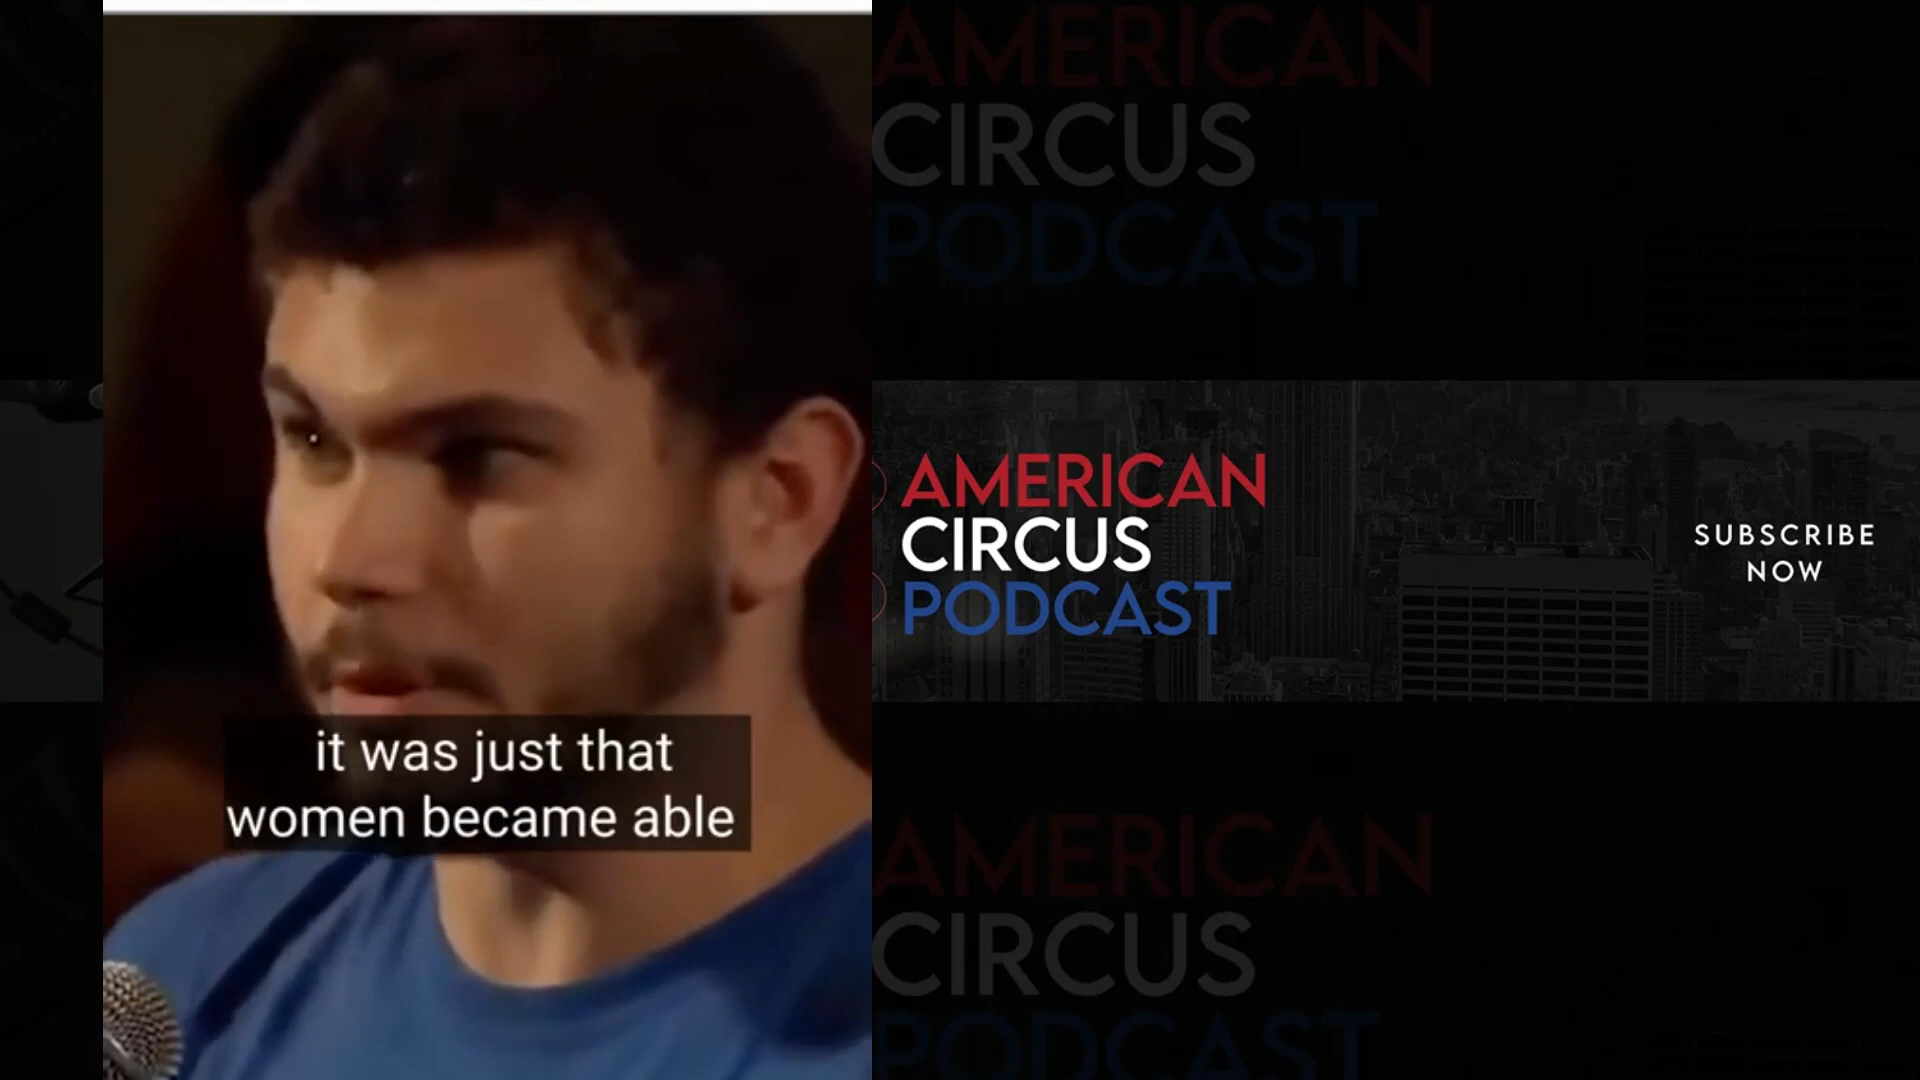 it was just that
women became able
AMERICAN
CIRCUS
PODCAST
AMERICAN
CIRCUS
PODCAST
SUBSCRIBE
NOW
AMERICAN
CIRCUS
PODCAST